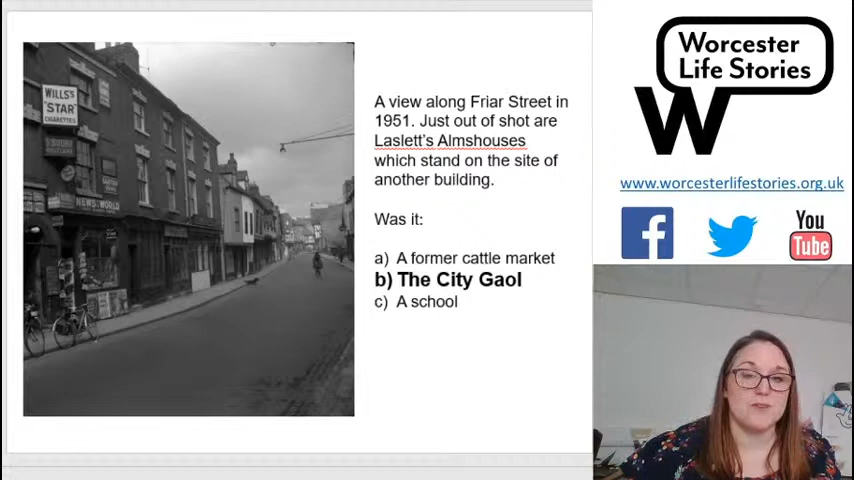 WILLS'S
"STAR"
CIGARETTES
NEWS OF THE WORLD
A view along Friar Street in
1951. Just out of shot are
Laslett's Almshouses
which stand on the site of
another building.
Was it:
a) A former cattle market
b) The City Gaol
c) A school
Worcester
Life Stories
W
www.worcesterlifestories.org.uk
f
You
Tube